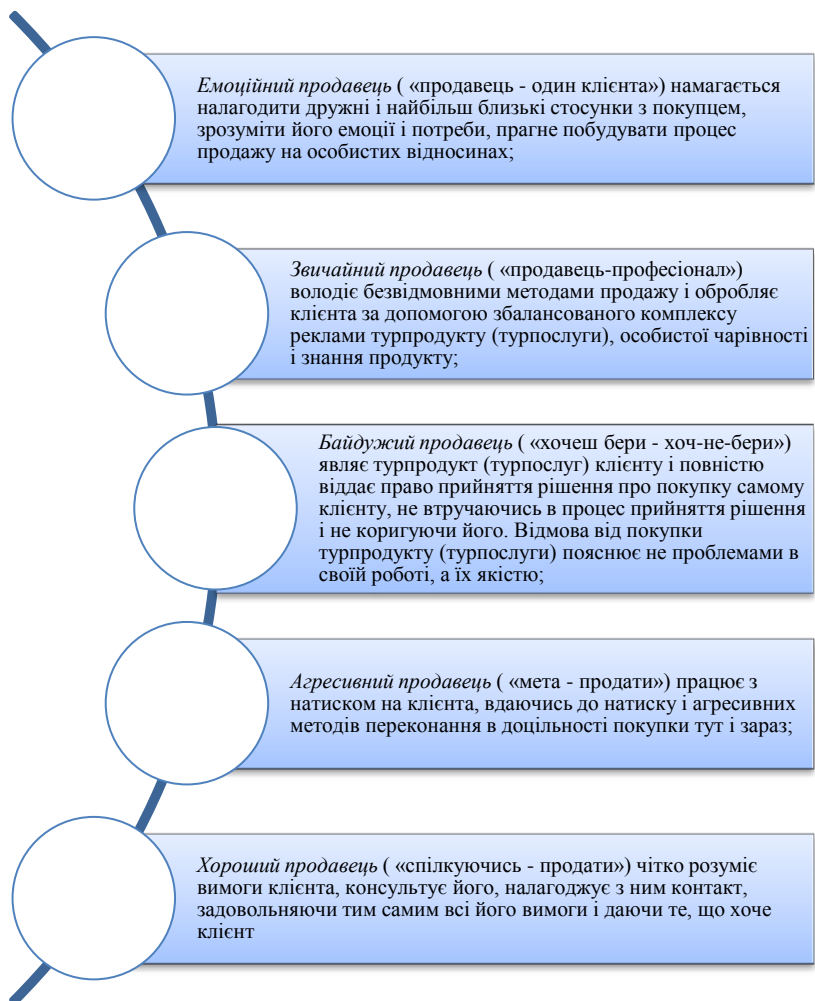 Емоційний продавець ( «продавець - один клієнта») намагається
налагодити дружні і найбільш близькі стосунки з покупцем,
зрозуміти його емоції і потреби, прагне побудувати процес
продажу на особистих відносинах;
Звичайний продавець ( «продавець-професіонал»)
володіє безвідмовними методами продажу і обробляє
клієнта за допомогою збалансованого комплексу
реклами турпродукту (турпослуги), особистої чарівності
і знання продукту;
Байдужий продавець ( «хочеш бери - хоч-не-бери»)
являє турпродукт (турпослуг) клієнту і повністю
віддає право прийняття рішення про покупку самому
клієнту, не втручаючись в процес прийняття рішення
і не коригуючи його. Відмова від покупки
турпродукту (турпослуги) пояснює не проблемами в
своїй роботі, а їх якістю;
Агресивний продавець ( «мета - продати») працює з
натиском на клієнта, вдаючись до натиску і агресивних
методів переконання в доцільності покупки тут і зараз;
Хороший продавець ( «спілкуючись - продати») чітко розуміє
вимоги клієнта, консультує його, налагоджує з ним контакт,
задовольняючи тим самим всі його вимоги і даючи те, що хоче
клієнт